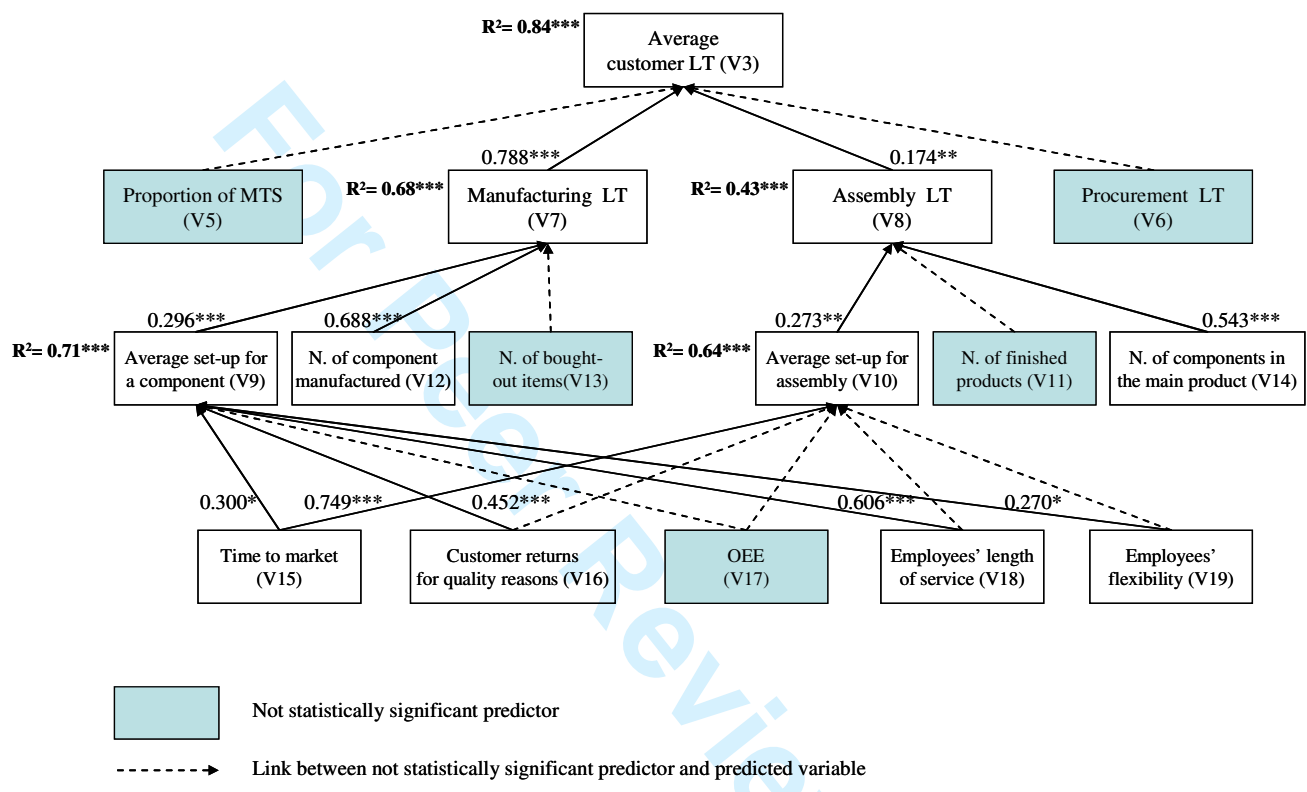 R²= 0.84***
Average
customer LT (V3)
0.788***
0.174**
Proportion of MTS
(V5)
R²= 0.68***
Manufacturing LT
(V7)
R²= 0.43***
Assembly LT
(V8)
Procurement LT
(V6)
0.296***
0.688***
0.273**
0.543***
R²= 0.71***
Average set-up for
a component (V9)
N. of component
manufactured (V12)
N. of bought-
out items(V13)
R²= 0.64***
Average set-up for
assembly (V10)
N. of finished
products (V11)
N. of components in
the main product (V14)
0.300*
0.749***
0.452***
0.606***
0.270*
Time to market
(V15)
Customer returns
for quality reasons (V16)
OEE
(V17)
Employees’ length
of service (V18)
Employees’
flexibility (V19)
Not statistically significant predictor
Link between not statistically significant predictor and predicted variable
For Peer Review